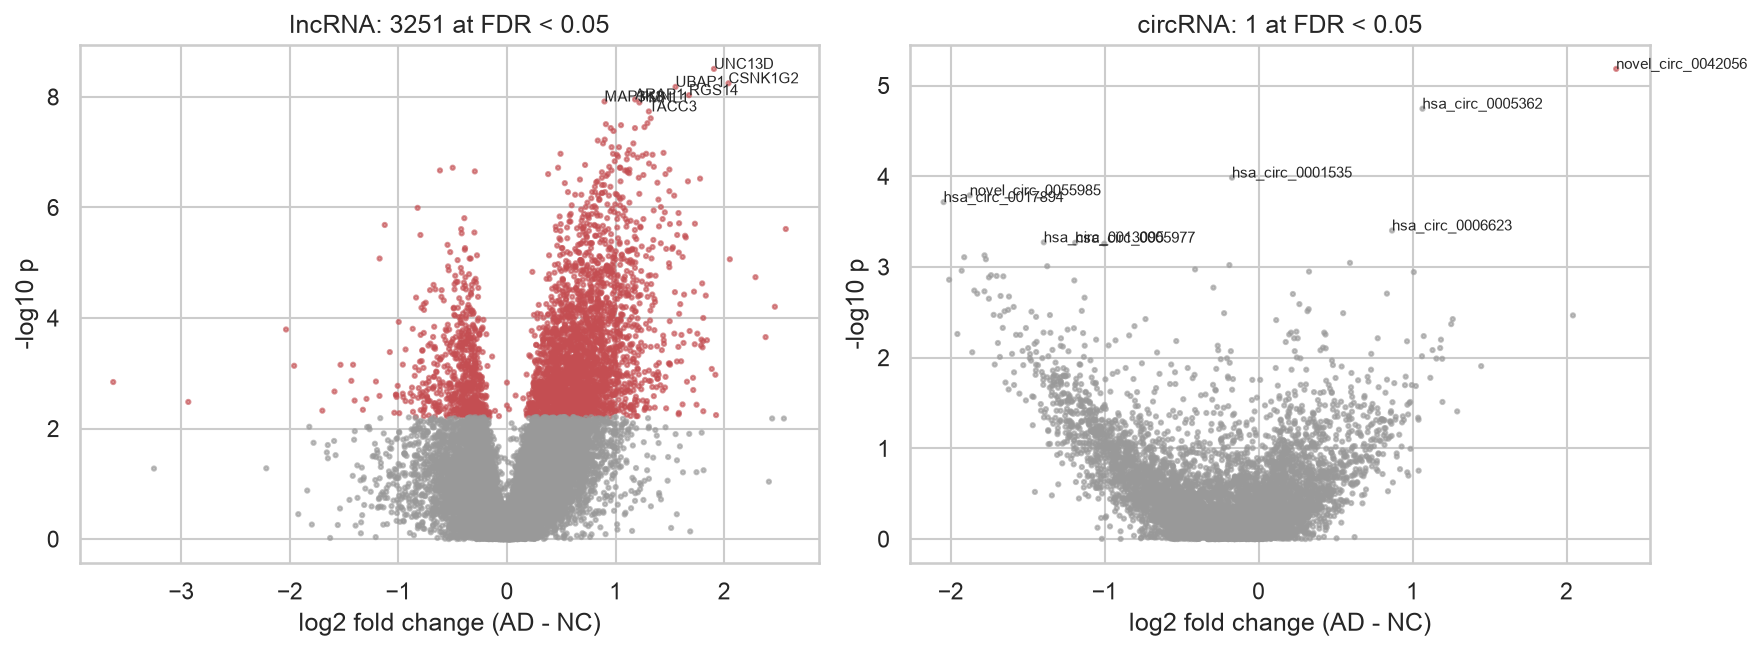 lncRNA: 3251 at FDR < 0.05
-log10 p
8
6
4
2
0
UNC13D
CSNK1G2
UBAP1
RGS14
TACC3
−3
−2
−1
0
1
2
log2 fold change (AD - NC)
circRNA: 1 at FDR < 0.05
-log10 p
5
4
3
2
1
0
novel_circ_0042056
hsa_circ_0005362
hsa_circ_0001535
novel_circ_0055985
hsa_circ_0017894
hsa_circ_0006623
−2
−1
0
1
2
log2 fold change (AD - NC)